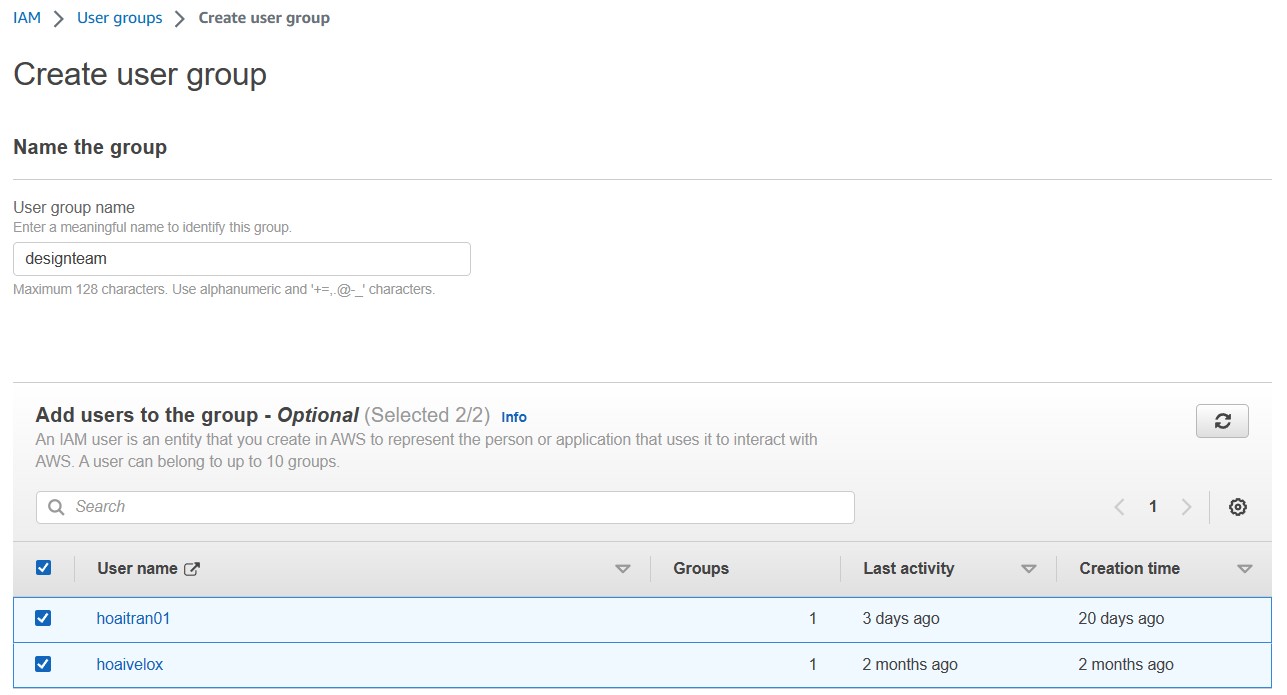 IAM > User groups > Create user group
Create user group
Name the group
User group name
Enter a meaningful name to identify this group.
designteam
Maximum 128 characters. Use alphanumeric and '+=,.@-_' characters.
Add users to the group - Optional (Selected 2/2) Info
An IAM user is an entity that you create in AWS to represent the person or application that uses it to interact with
AWS. A user can belong to up to 10 groups.
Search
1
User name Groups Last activity Creation time
hoaitran01 1 3 days ago 20 days ago
hoaivelox 1 2 months ago 2 months ago